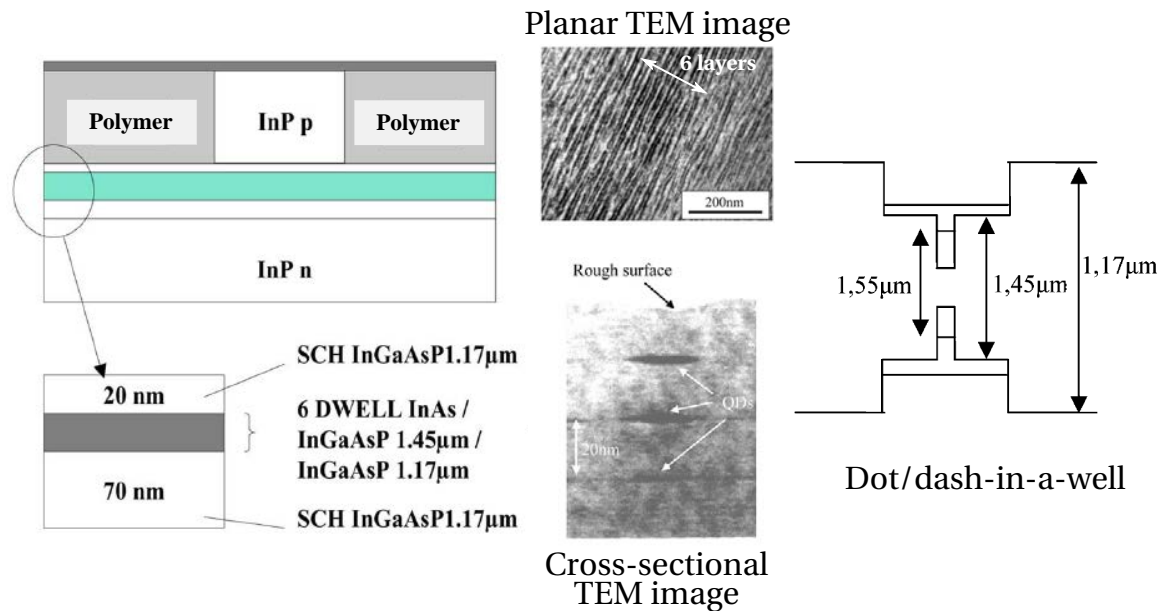 Planar TEM image
6 layers
200nm
Polymer
InP p
Polymer
InP n
Rough surface
QDs
20nm
1,55μm
1,45μm
1,17μm
Dot/dash-in-a-well
20 nm
70 nm
SCH InGaAsP1.17μm
6 DWELL InAs /
InGaAsP 1.45μm /
InGaAsP 1.17μm
SCH InGaAsP1.17μm
Cross-sectional
TEM image